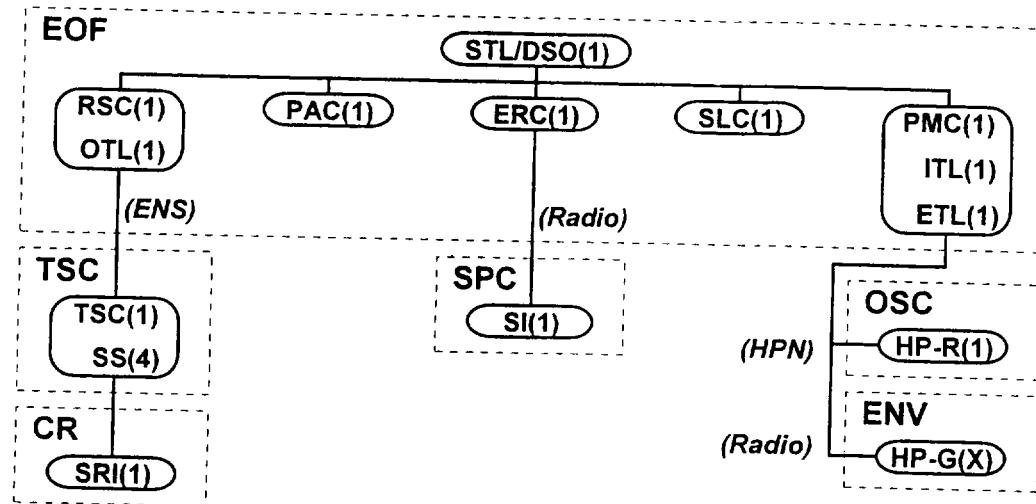 EOF
STL/DSO(1)
RSC(1)
OTL(1)
PAC(1)
ERC(1)
SLC(1)
PMC(1)
ITL(1)
ETL(1)
(ENS)
(Radio)
TSC
TSC(1)
SS(4)
SPC
SI(1)
OSC
HP-R(1)
(HPN)
CR
SRI(1)
ENV
HP-G(X)
(Radio)